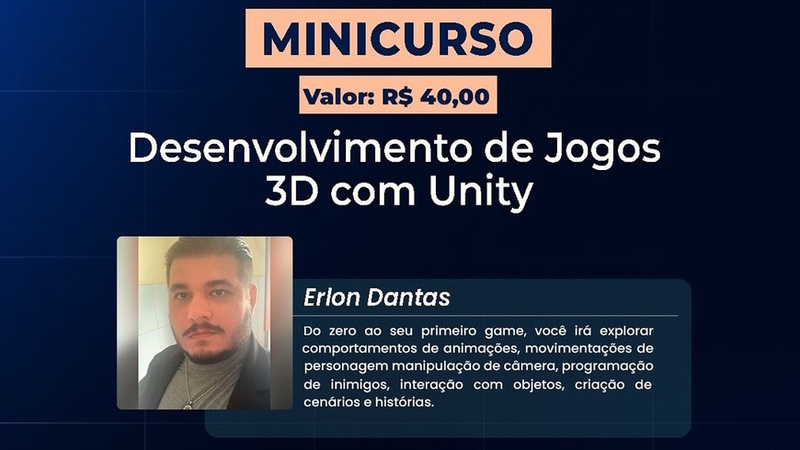 MINICURSO
Valor: R$ 40,00
Desenvolvimento de Jogos
3D com Unity
Erlon Dantas
Do zero ao seu primeiro game, você irá explorar
comportamentos de animações, movimentações de
personagem manipulação de câmera, programação
de inimigos, interação com objetos, criação de
cenários e histórias.